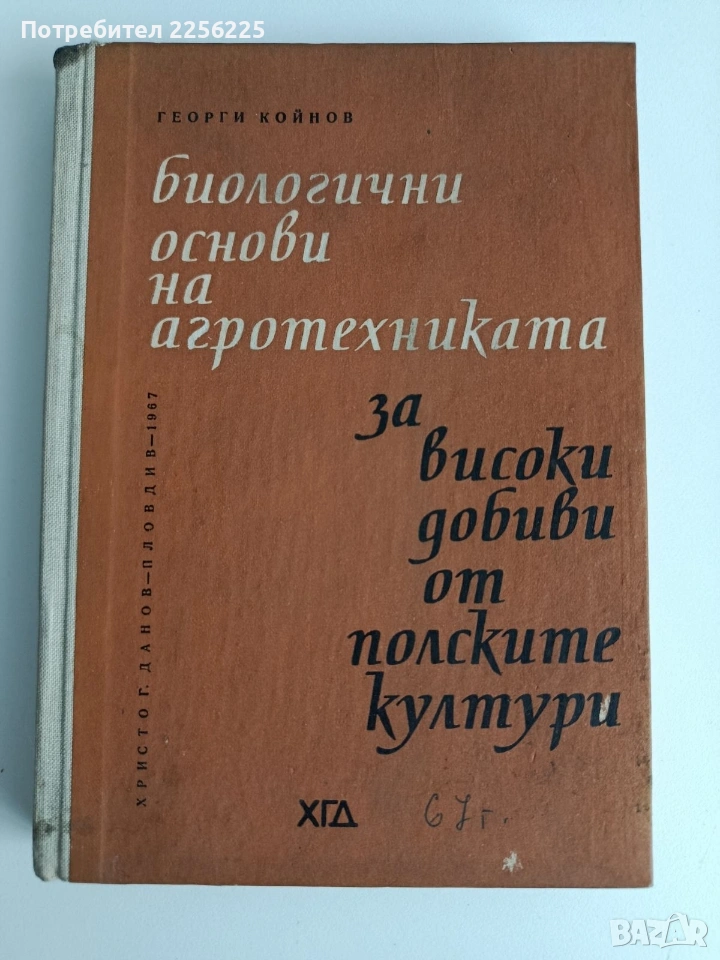 Потребител 2256225
ГЕОРГИ КОЙНОВ
биологични
основи
на
агротехниката
за
високи
добиви
от
полските
култури
ХРИСТО Г. ДАНОВ—ПЛОВДИВ—1967
ХГД
67г.
BAZAR